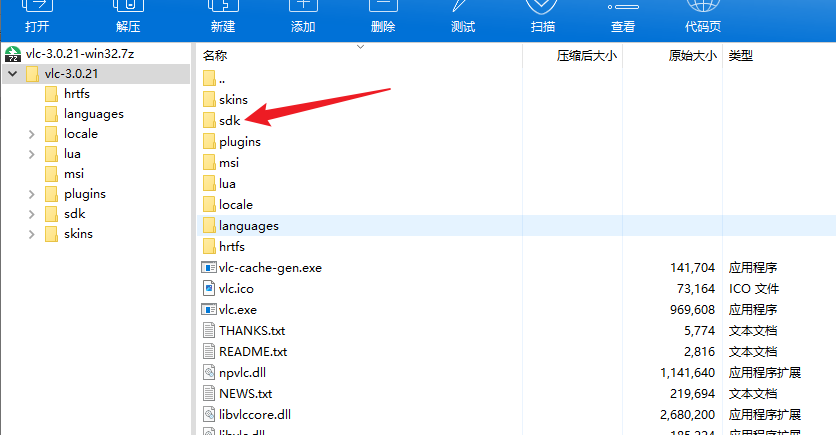 打开 解压 新建 添加 删除 测试 扫描 查看 代码页
vlc-3.0.21-win32.7z
vlc-3.0.21
hrtfs
languages
locale
lua
msi
plugins
sdk
skins
名称 压缩后大小 原始大小 类型
..
skins
sdk
plugins
msi
lua
locale
languages
hrtfs
vlc-cache-gen.exe 141,704 应用程序
vlc.ico 73,164 ICO 文件
vlc.exe 969,608 应用程序
THANKS.txt 5,774 文本文档
README.txt 2,816 文本文档
npvlc.dll 1,141,640 应用程序扩展
NEWS.txt 219,694 文本文档
libvlccore.dll 2,680,200 应用程序扩展
libvlc.dll 185,224 应用程序扩展